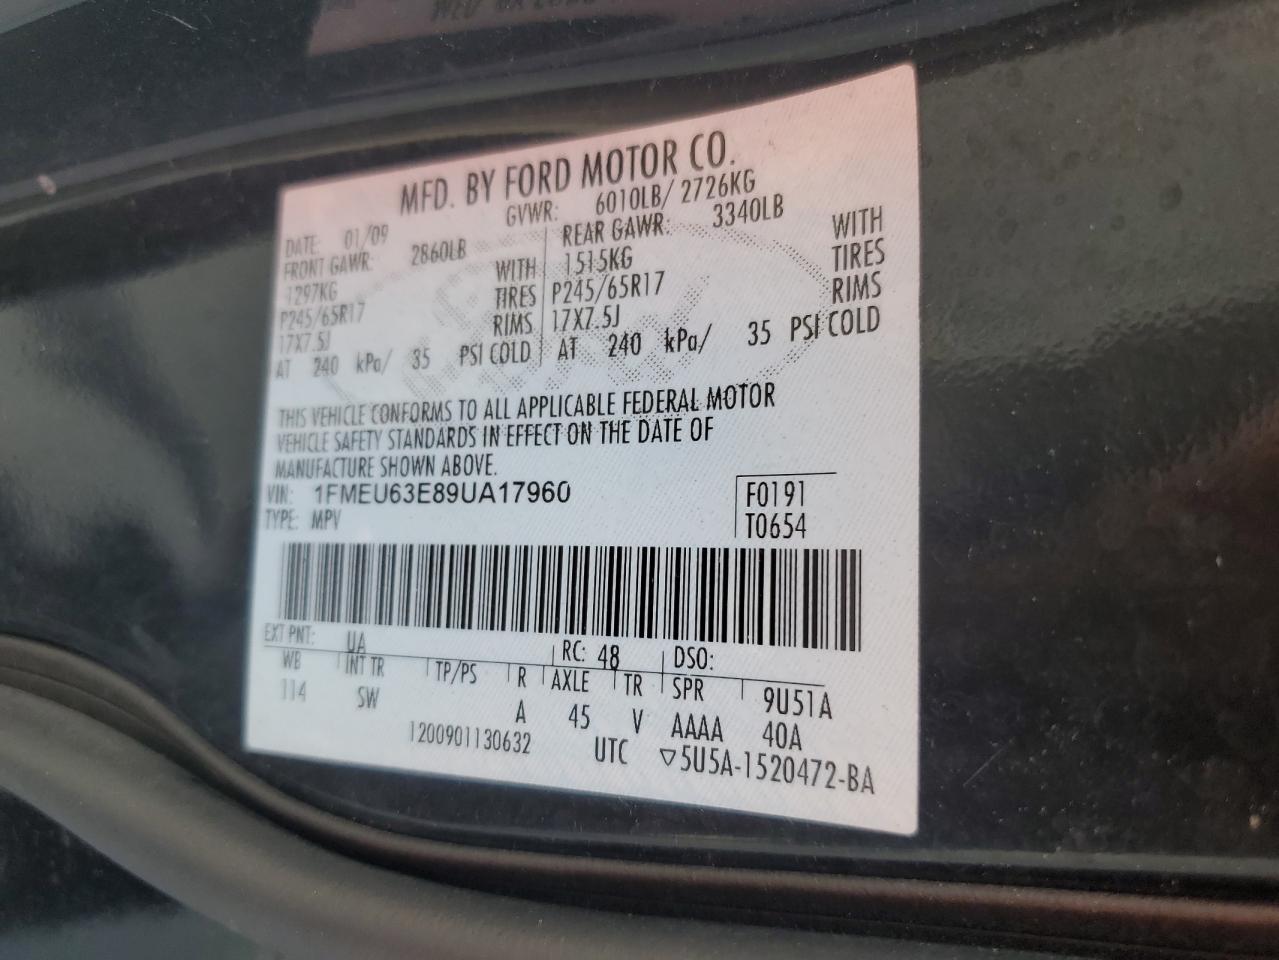 MFD. BY FORD MOTOR CO.
DATE: 01/09 GVWR: 6010LB/ 2726KG
FRONT GAWR: 2860LB REAR GAWR: 3340LB
1297KG WITH 1515KG WITH
P245/65R17 TIRES P245/65R17 TIRES
17X7.5J RIMS 17X7.5J RIMS
AT 240 kPa/ 35 PSI COLD AT 240 kPa/ 35 PSI COLD
THIS VEHICLE CONFORMS TO ALL APPLICABLE FEDERAL MOTOR
VEHICLE SAFETY STANDARDS IN EFFECT ON THE DATE OF
MANUFACTURE SHOWN ABOVE.
VIN: 1FMEU63E89UA17960 F0191
TYPE: MPV T0654
EXT PNT: UA RC: 48 DSO:
WB INT TR TP/PS R AXLE TR SPR 9U51A
114 SW A 45 V AAAA 40A
1200901130632 UTC ▽5U5A-1520472-BA